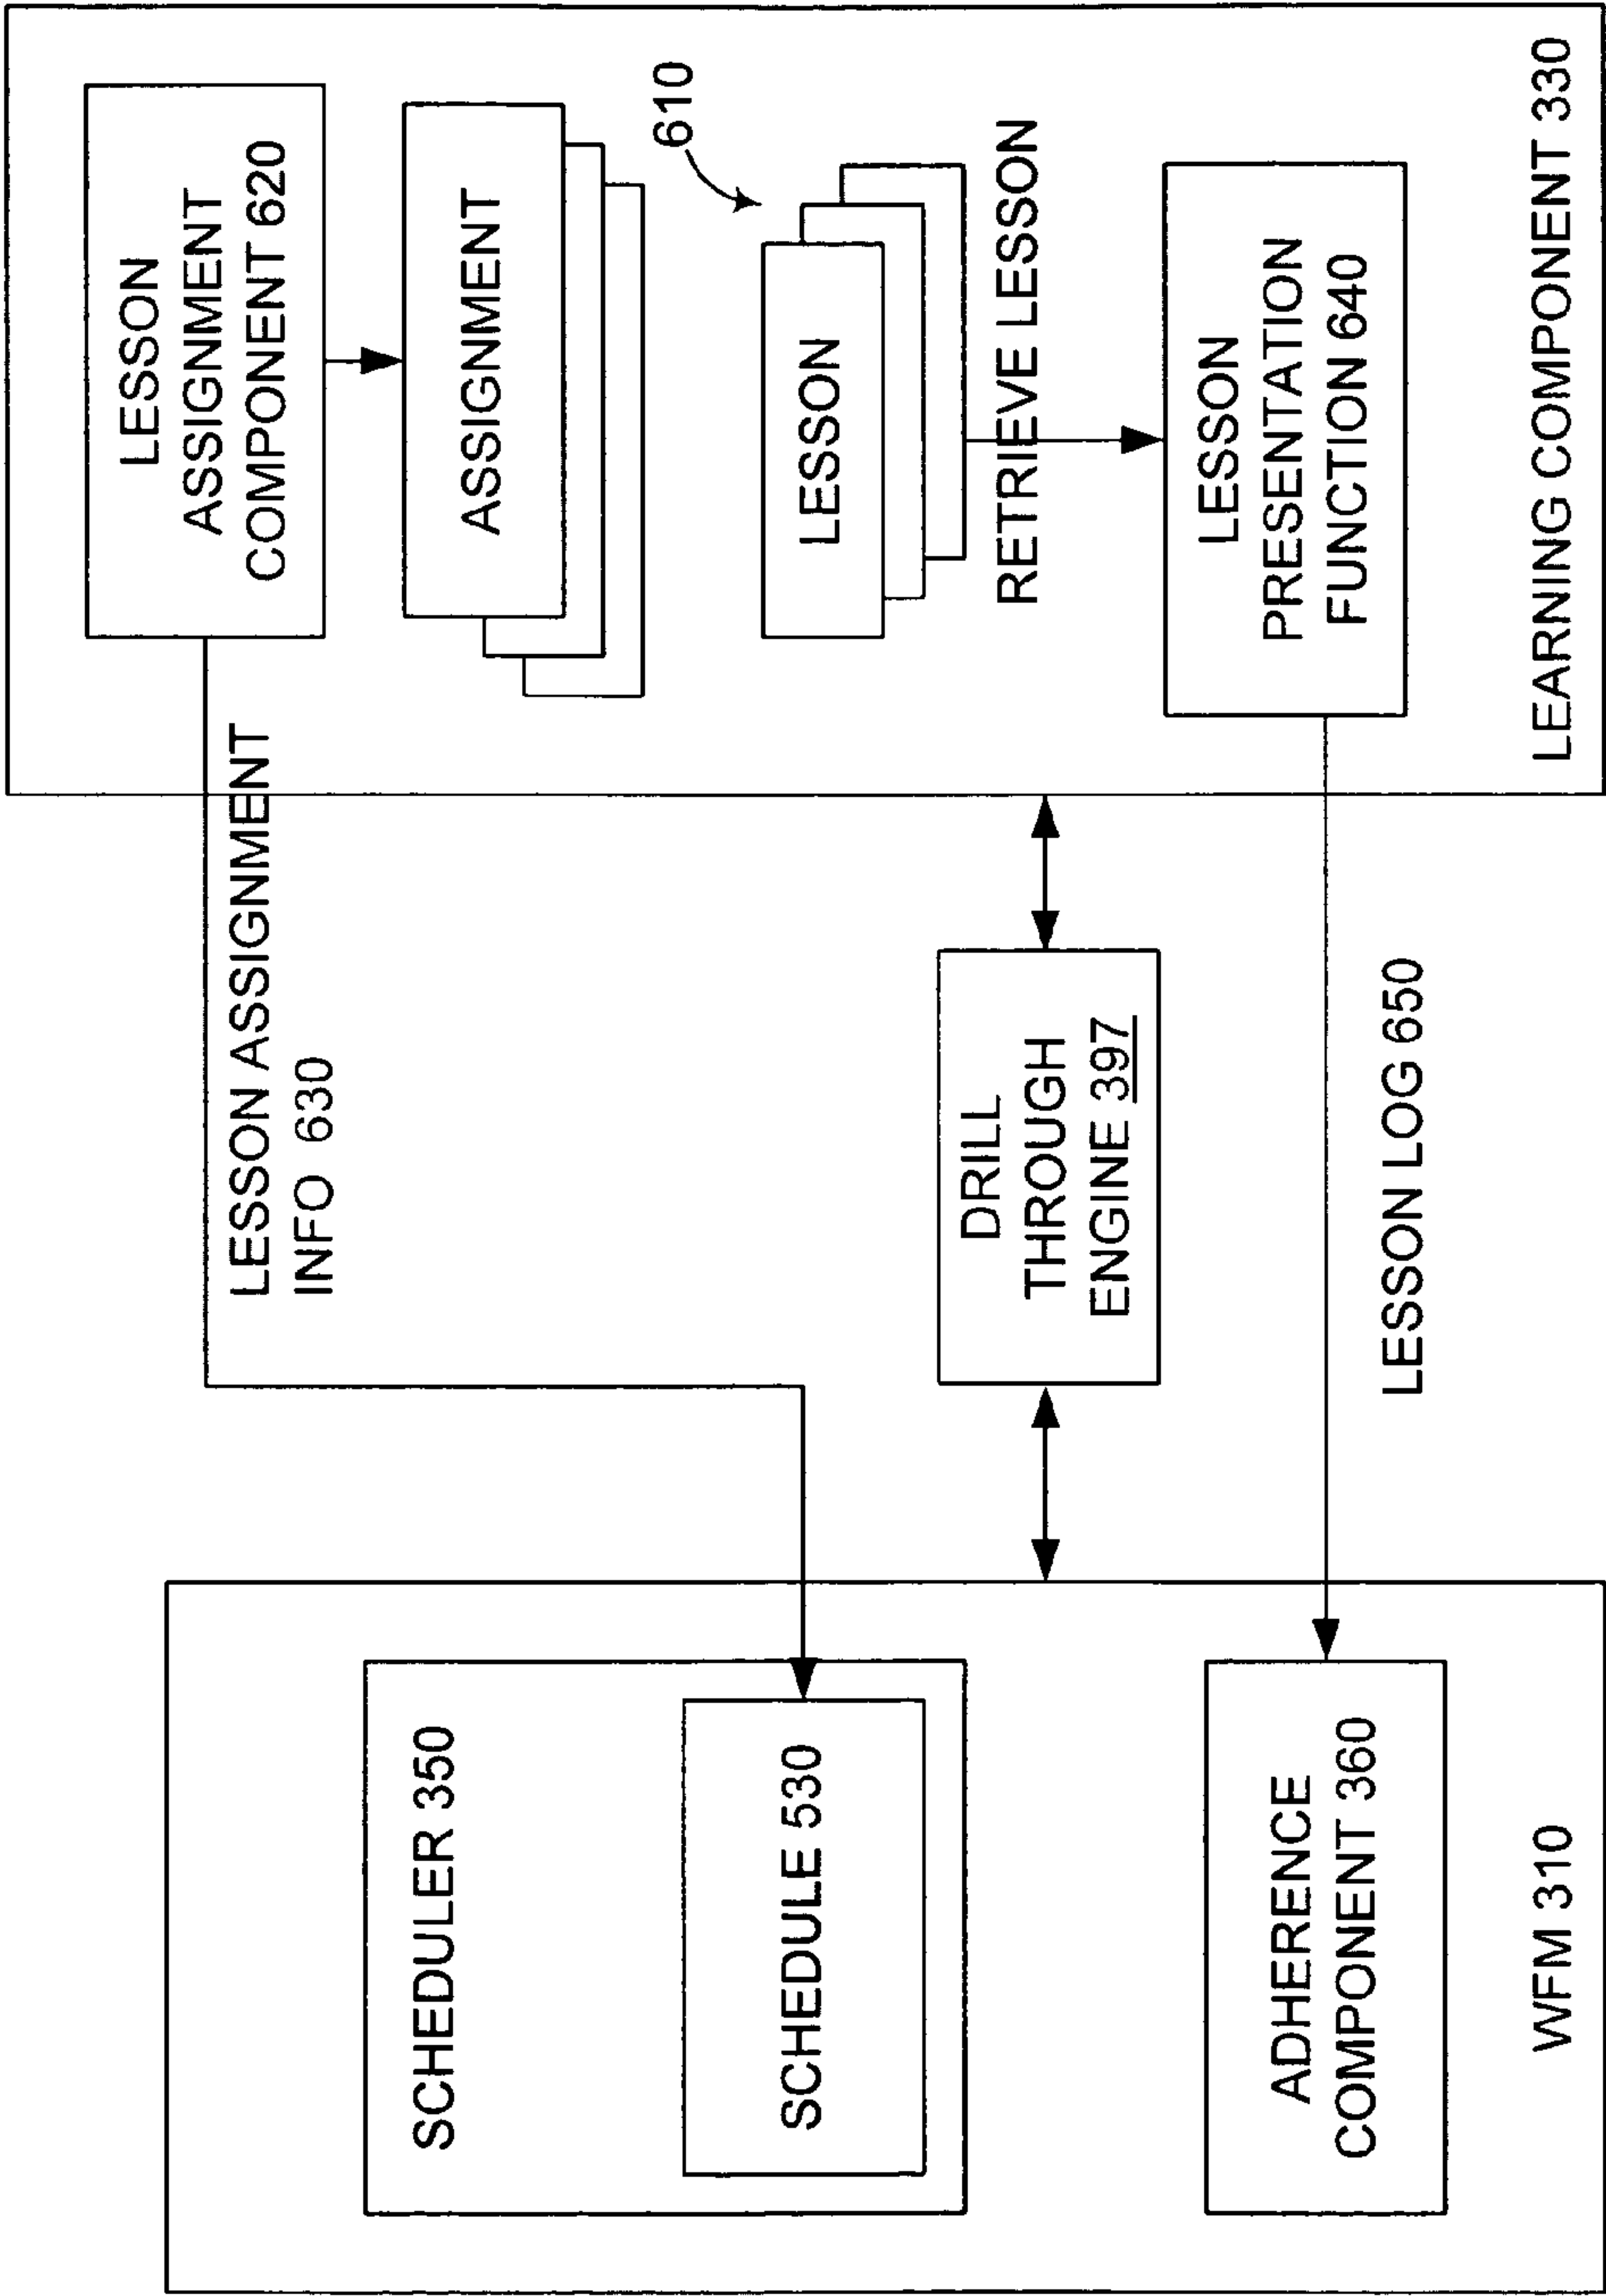 SCHEDULER 350
SCHEDULE 530
ADHERENCE
COMPONENT 360
WFM 310
LESSON ASSIGNMENT
INFO 630
DRILL
THROUGH
ENGINE 397
LESSON LOG 650
LESSON
ASSIGNMENT
COMPONENT 620
ASSIGNMENT
610
LESSON
RETRIEVE LESSON
LESSON
PRESENTATION
FUNCTION 640
LEARNING COMPONENT 330